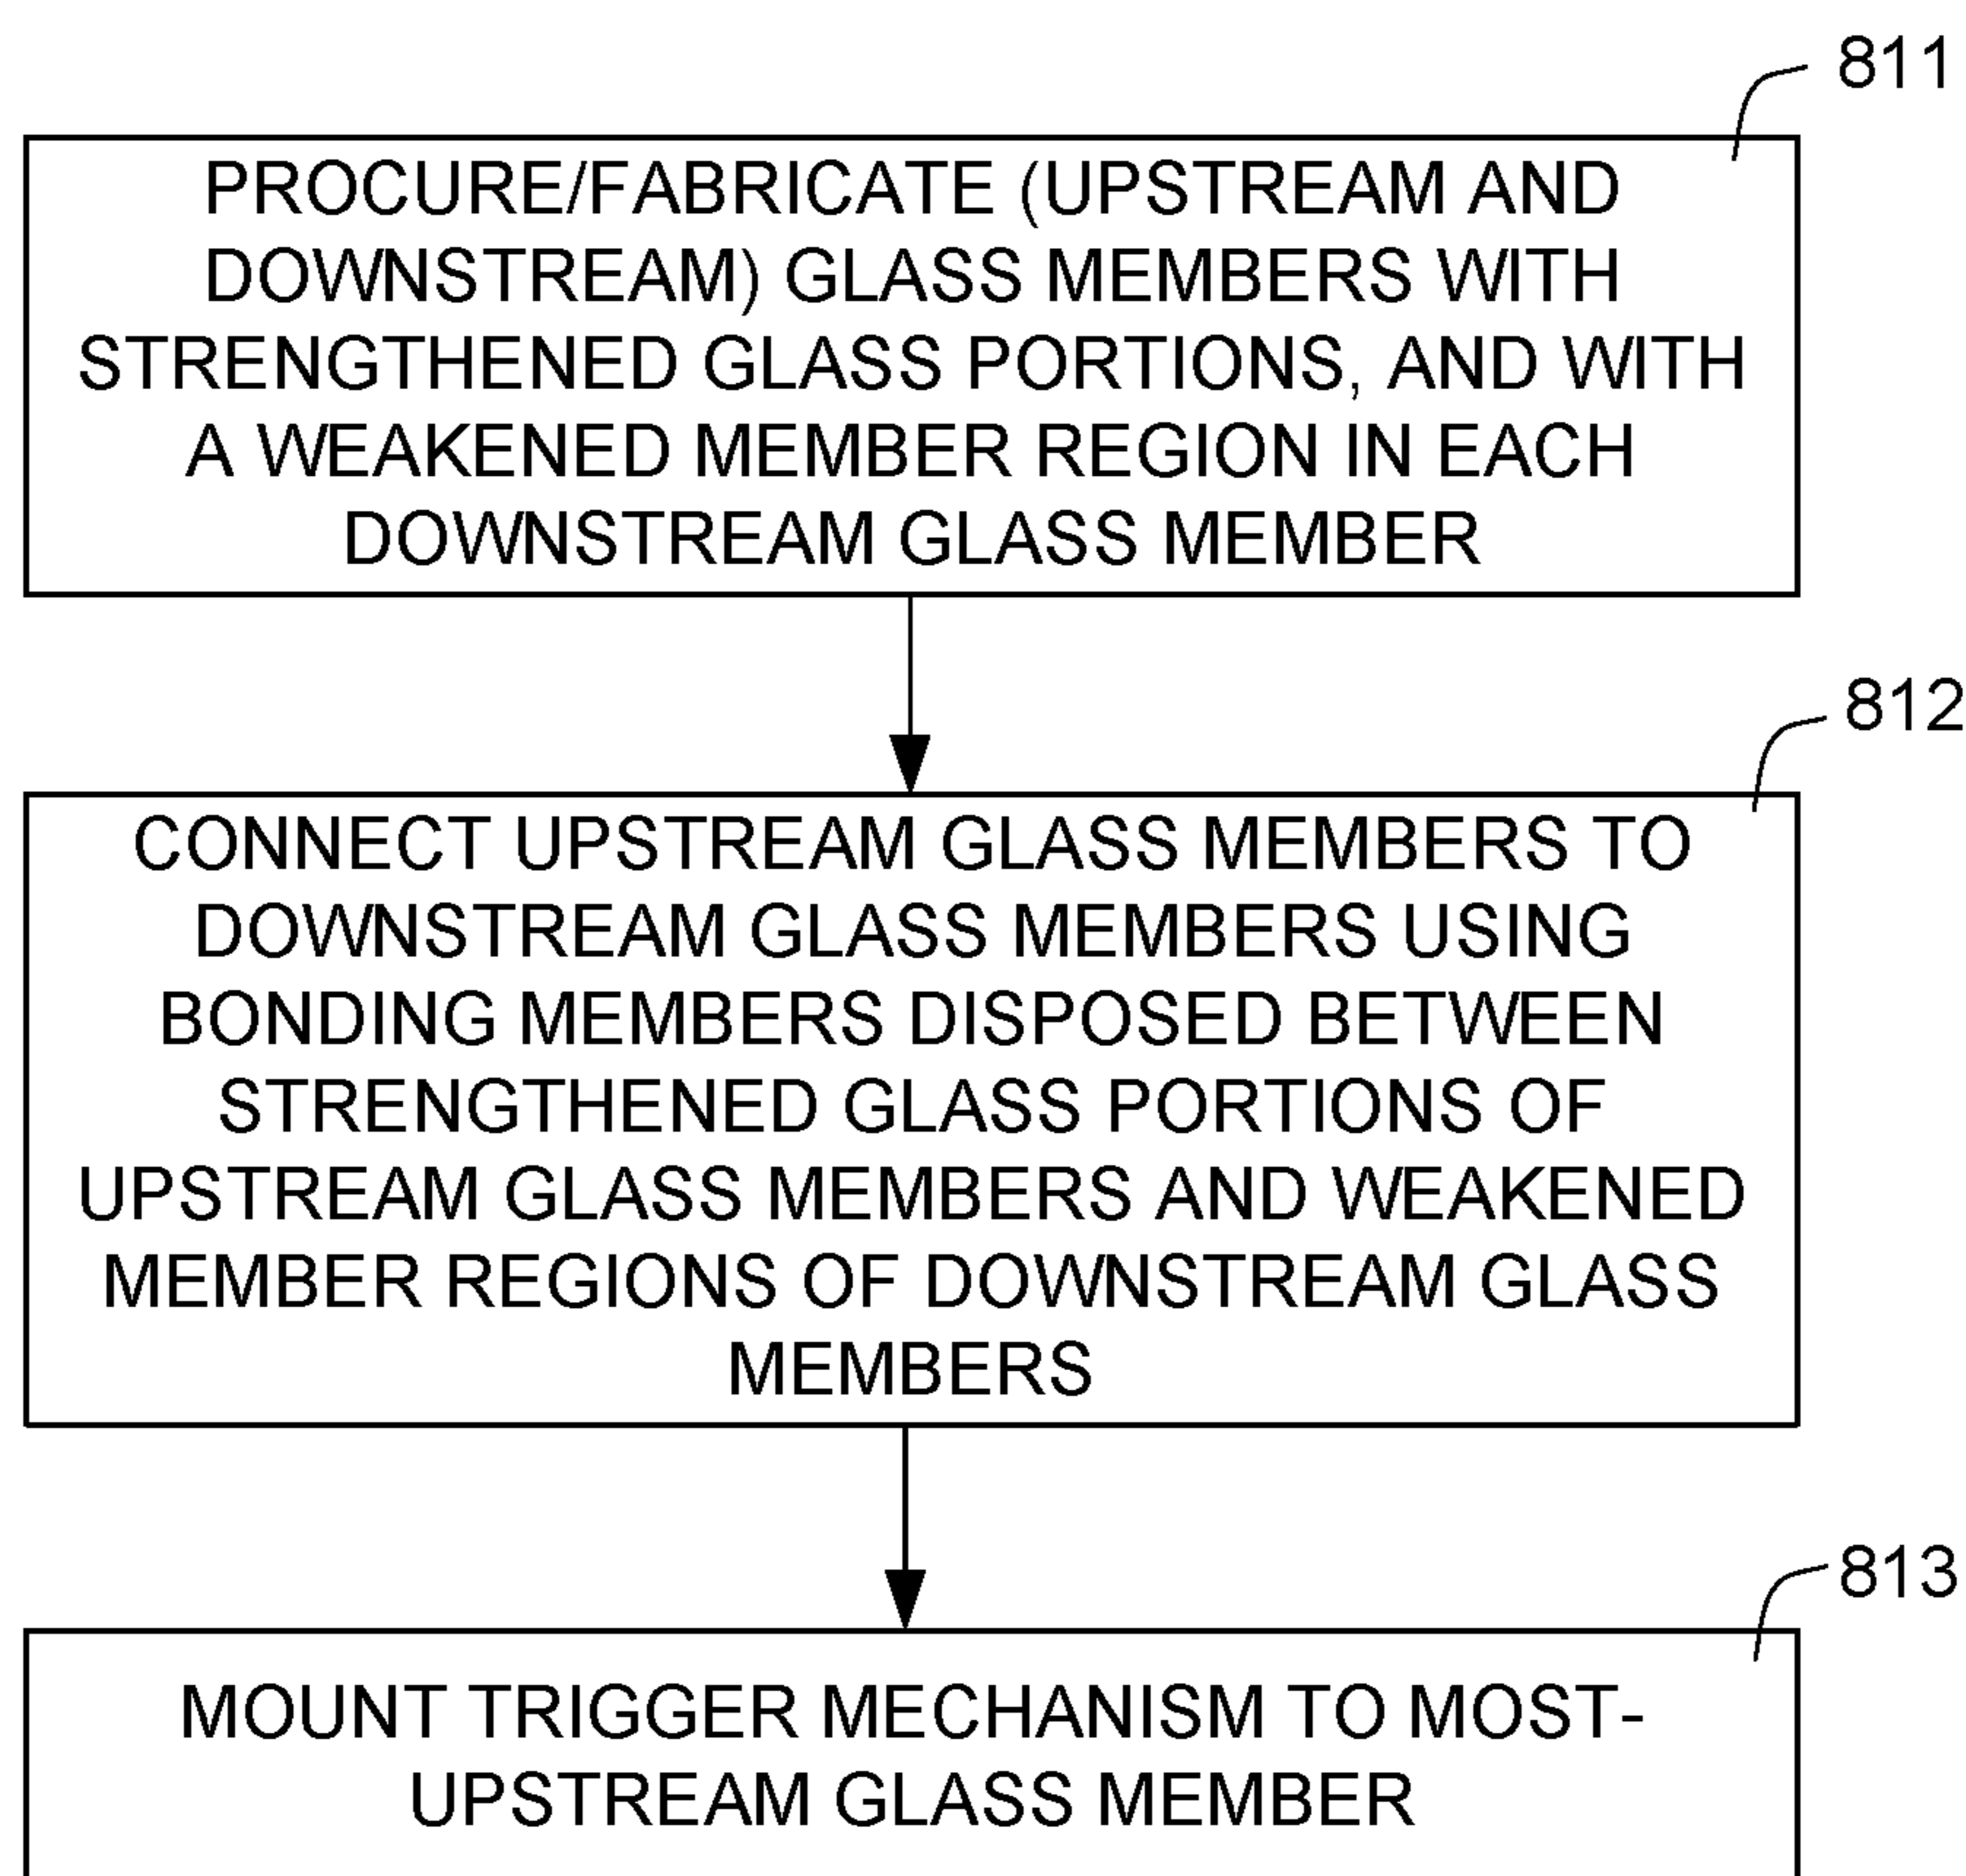 811
PROCURE/FABRICATE (UPSTREAM AND
DOWNSTREAM) GLASS MEMBERS WITH
STRENGTHENED GLASS PORTIONS, AND WITH
A WEAKENED MEMBER REGION IN EACH
DOWNSTREAM GLASS MEMBER
812
CONNECT UPSTREAM GLASS MEMBERS TO
DOWNSTREAM GLASS MEMBERS USING
BONDING MEMBERS DISPOSED BETWEEN
STRENGTHENED GLASS PORTIONS OF
UPSTREAM GLASS MEMBERS AND WEAKENED
MEMBER REGIONS OF DOWNSTREAM GLASS
MEMBERS
813
MOUNT TRIGGER MECHANISM TO MOST-
UPSTREAM GLASS MEMBER